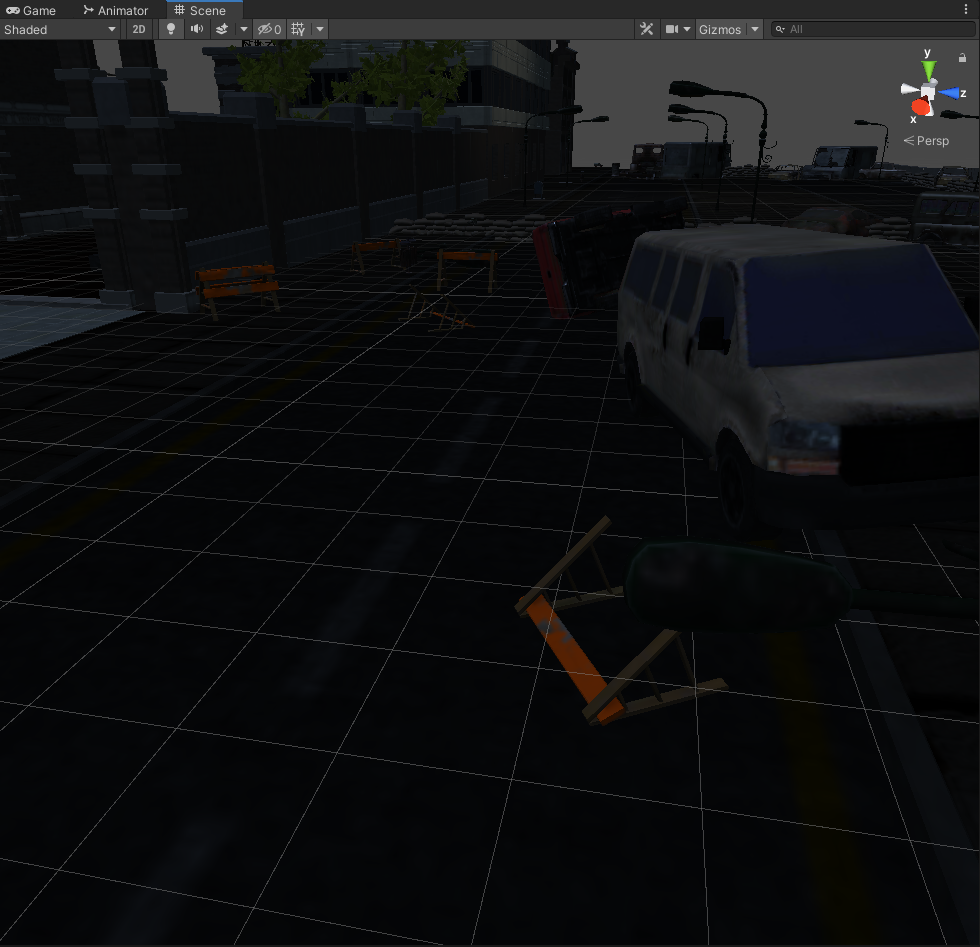 Game Animator Scene
Shaded 2D 0 Gizmos All
y
z
x
Persp